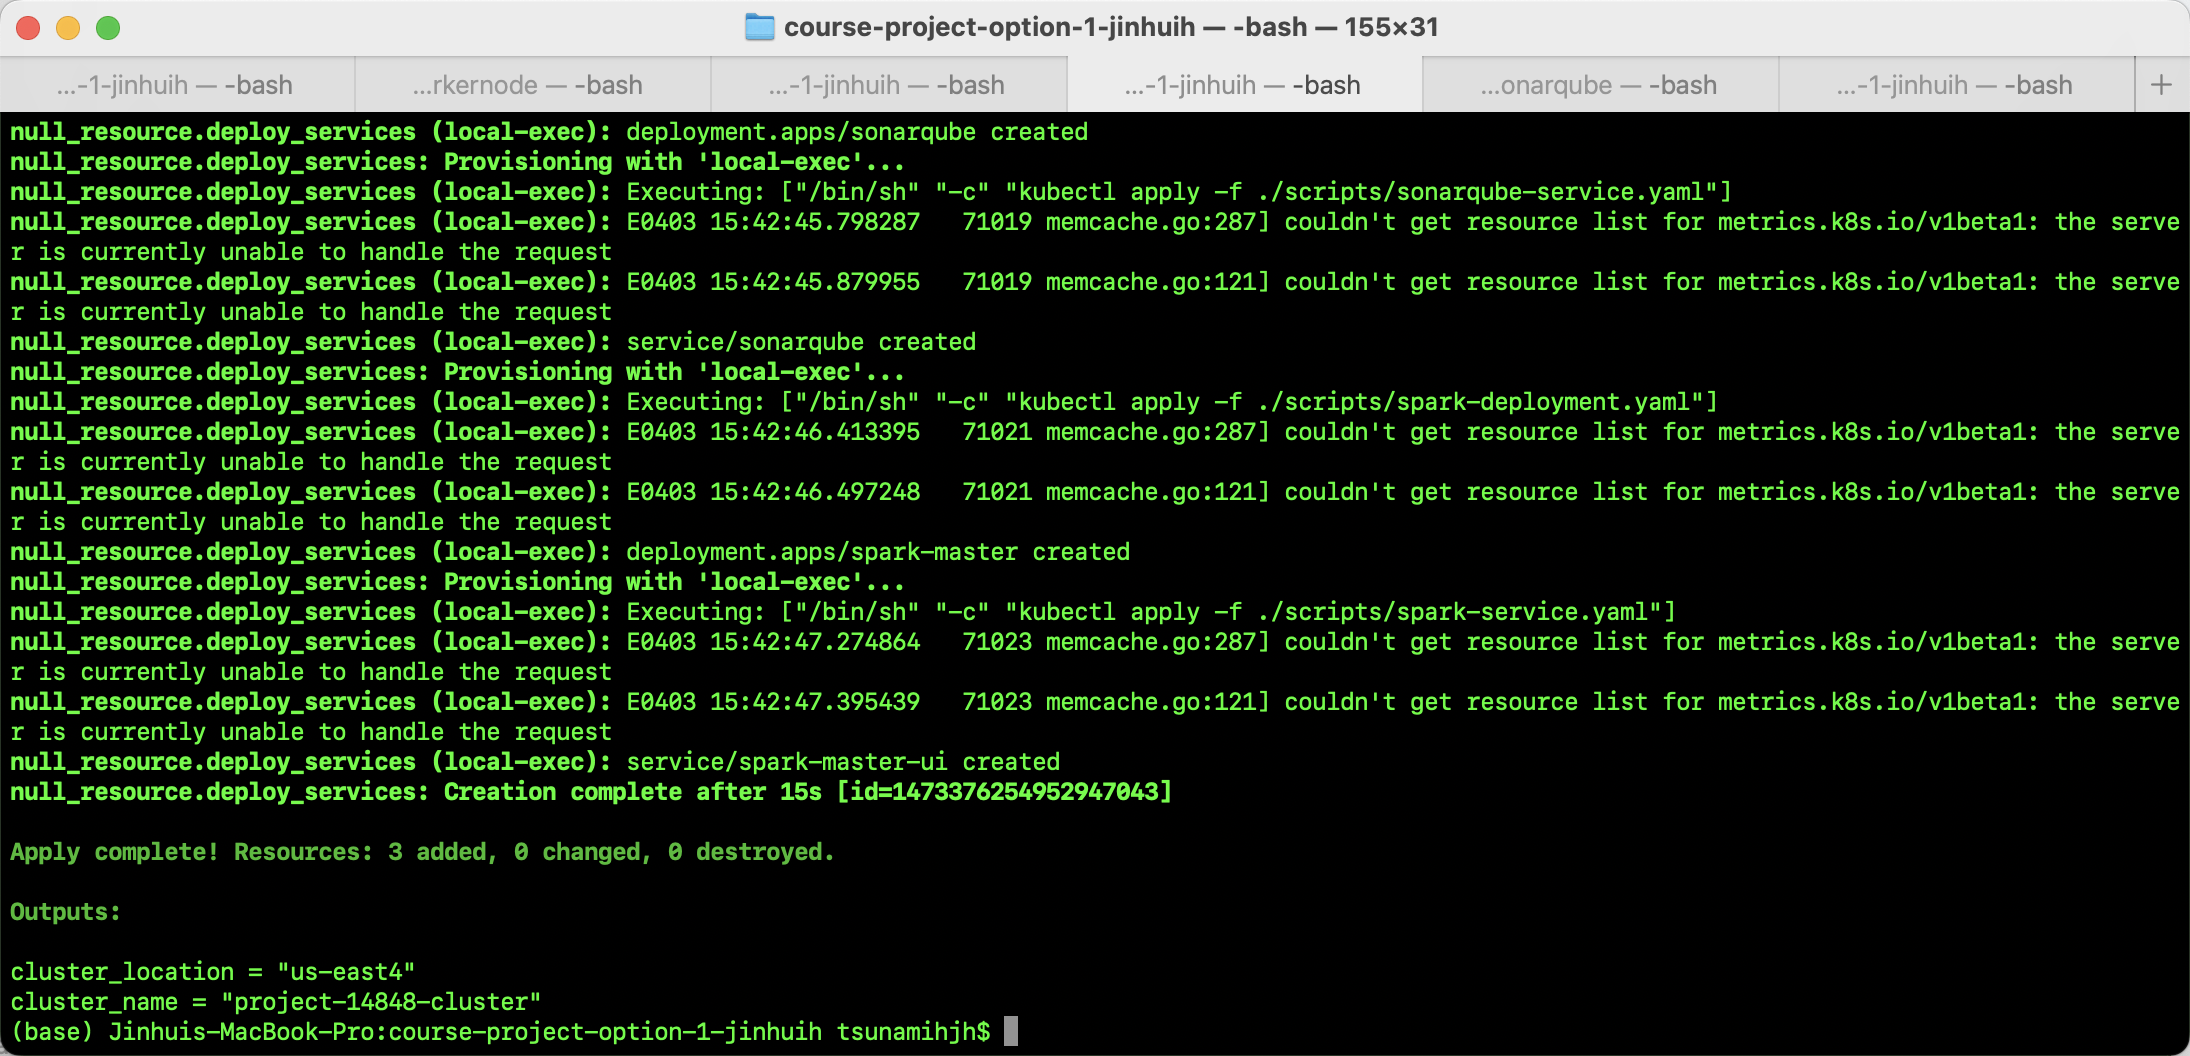 course-project-option-1-jinhuih — -bash — 155×31
...-1-jinhuih — -bash ...rkernode — -bash ...-1-jinhuih — -bash ...-1-jinhuih — -bash ...onarqube — -bash ...-1-jinhuih — -bash +
null_resource.deploy_services (local-exec): deployment.apps/sonarqube created
null_resource.deploy_services: Provisioning with 'local-exec'...
null_resource.deploy_services (local-exec): Executing: ["/bin/sh" "-c" "kubectl apply -f ./scripts/sonarqube-service.yaml"]
null_resource.deploy_services (local-exec): E0403 15:42:45.798287   71019 memcache.go:287] couldn't get resource list for metrics.k8s.io/v1beta1: the serve
r is currently unable to handle the request
null_resource.deploy_services (local-exec): E0403 15:42:45.879955   71019 memcache.go:121] couldn't get resource list for metrics.k8s.io/v1beta1: the serve
r is currently unable to handle the request
null_resource.deploy_services (local-exec): service/sonarqube created
null_resource.deploy_services: Provisioning with 'local-exec'...
null_resource.deploy_services (local-exec): Executing: ["/bin/sh" "-c" "kubectl apply -f ./scripts/spark-deployment.yaml"]
null_resource.deploy_services (local-exec): E0403 15:42:46.413395   71021 memcache.go:287] couldn't get resource list for metrics.k8s.io/v1beta1: the serve
r is currently unable to handle the request
null_resource.deploy_services (local-exec): E0403 15:42:46.497248   71021 memcache.go:121] couldn't get resource list for metrics.k8s.io/v1beta1: the serve
r is currently unable to handle the request
null_resource.deploy_services (local-exec): deployment.apps/spark-master created
null_resource.deploy_services: Provisioning with 'local-exec'...
null_resource.deploy_services (local-exec): Executing: ["/bin/sh" "-c" "kubectl apply -f ./scripts/spark-service.yaml"]
null_resource.deploy_services (local-exec): E0403 15:42:47.274864   71023 memcache.go:287] couldn't get resource list for metrics.k8s.io/v1beta1: the serve
r is currently unable to handle the request
null_resource.deploy_services (local-exec): E0403 15:42:47.395439   71023 memcache.go:121] couldn't get resource list for metrics.k8s.io/v1beta1: the serve
r is currently unable to handle the request
null_resource.deploy_services (local-exec): service/spark-master-ui created
null_resource.deploy_services: Creation complete after 15s [id=1473376254952947043]
Apply complete! Resources: 3 added, 0 changed, 0 destroyed.
Outputs:
cluster_location = "us-east4"
cluster_name = "project-14848-cluster"
(base) Jinhuis-MacBook-Pro:course-project-option-1-jinhuih tsunamihjh$